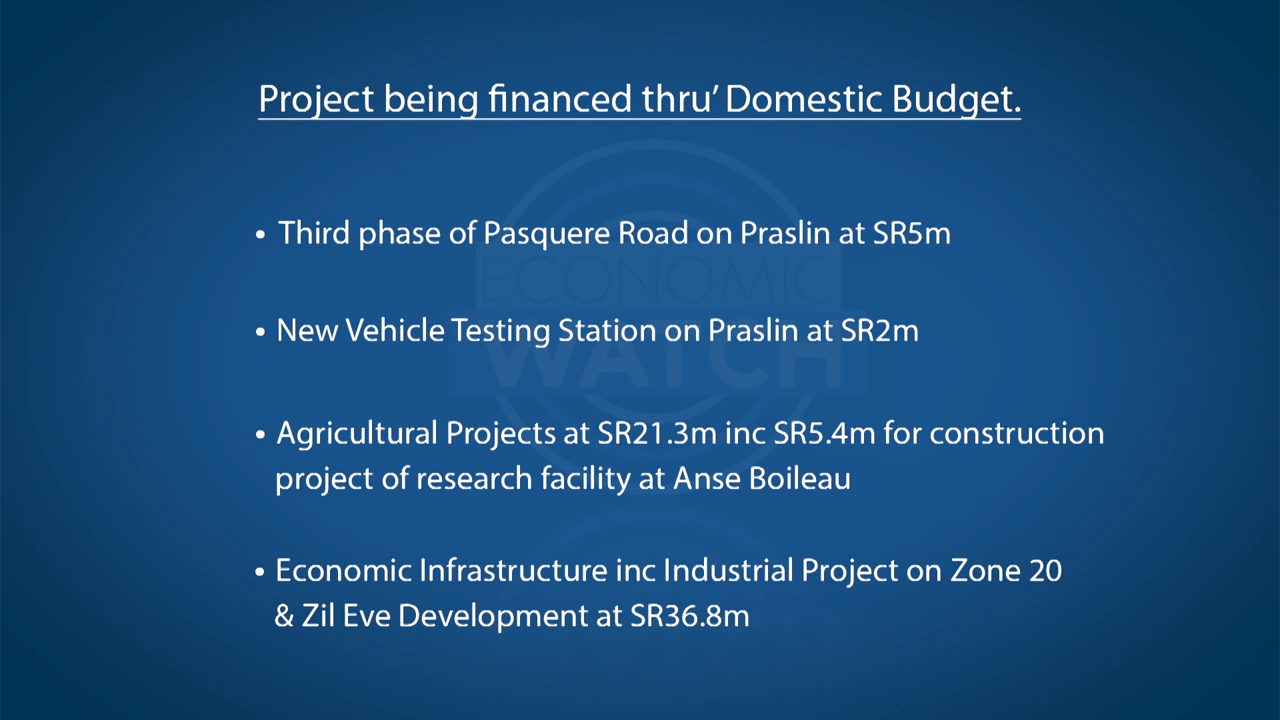 Project being financed thru’ Domestic Budget.
• Third phase of Pasquere Road on Praslin at SR5m
ECONOMIC
• New Vehicle Testing Station on Praslin at SR2m
WATCH
• Agricultural Projects at SR21.3m inc SR5.4m for construction
project of research facility at Anse Boileau
• Economic Infrastructure inc Industrial Project on Zone 20
& Zil Eve Development at SR36.8m